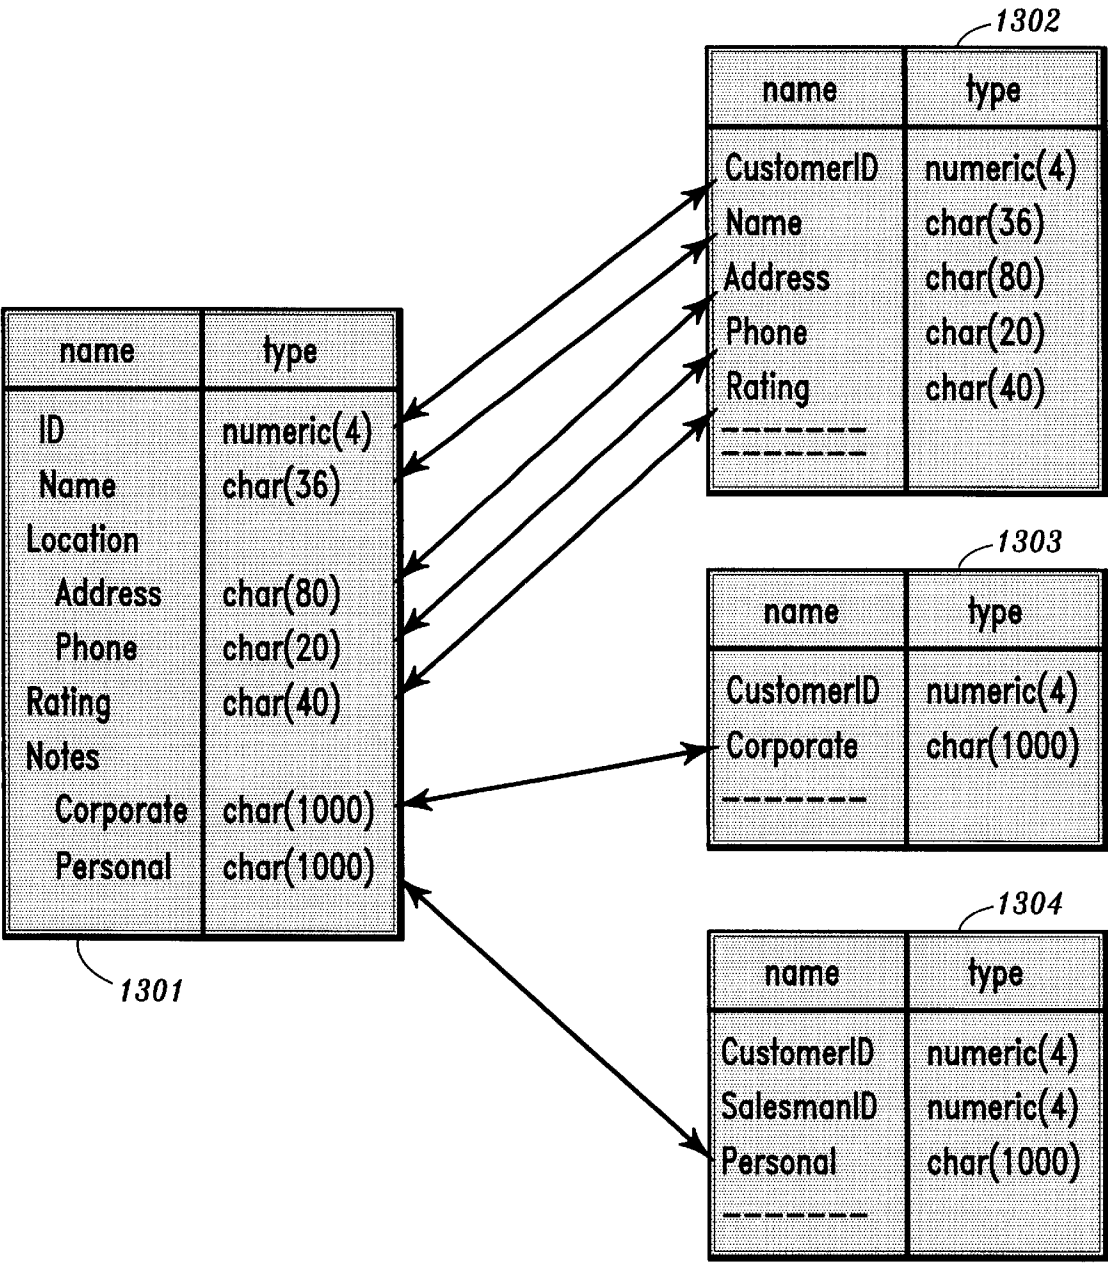 1302
name type
CustomerID numeric(4)
Name char(36)
Address char(80)
Phone char(20)
Rating char(40)
name type
ID numeric(4)
Name char(36)
Location
Address char(80)
Phone char(20)
Rating char(40)
Notes
Corporate char(1000)
Personal char(1000)
1301
1303
name type
CustomerID numeric(4)
Corporate char(1000)
1304
name type
CustomerID numeric(4)
SalesmanID numeric(4)
Personal char(1000)